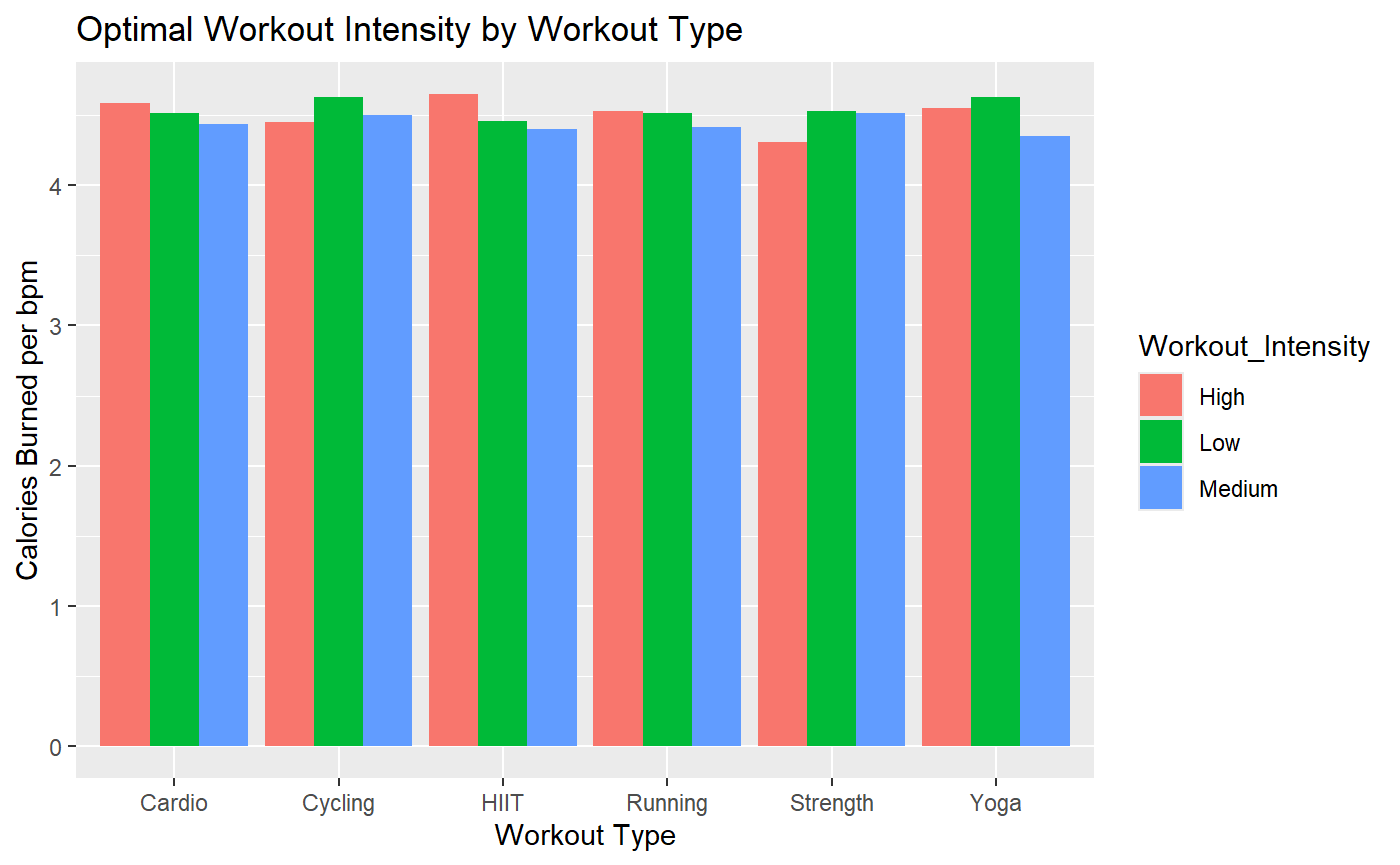 Optimal Workout Intensity by Workout Type
Calories Burned per bpm
4
3
2
1
0
Cardio Cycling HIIT Running Strength Yoga
Workout Type
Workout_Intensity
High
Low
Medium